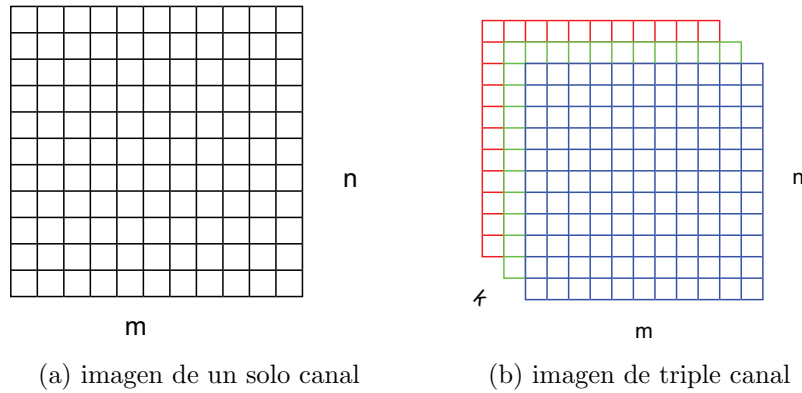 n
m
(a) imagen de un solo canal
n
k
m
(b) imagen de triple canal